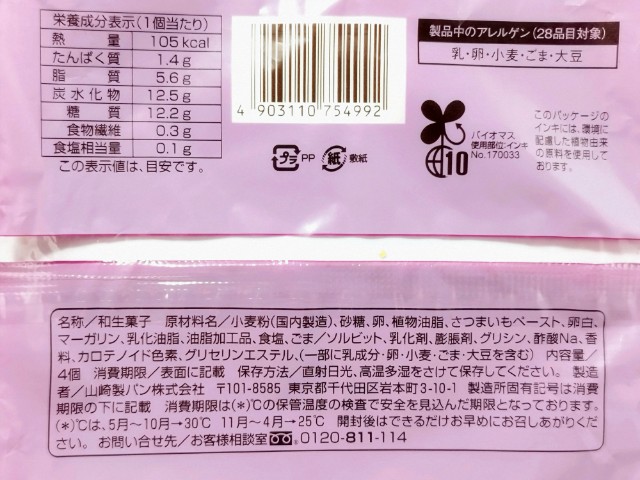 栄養成分表示(1個当たり)
熱量 105kcal
たんぱく質 1.4g
脂質 5.6g
炭水化物 12.5g
糖質 12.2g
食物繊維 0.3g
食塩相当量 0.1g
この表示値は、目安です。
4 903110 754992
プラ PP 紙 敷紙
製品中のアレルゲン(28品目対象)
乳・卵・小麦・ごま・大豆
バイオマス
使用部位:インキ
No.170033
10
このパッケージの
インキには、環境に
配慮した植物由来
の原料を使用して
おります。
名称/和生菓子 原材料名/小麦粉(国内製造)、砂糖、卵、植物油脂、さつまいもペースト、卵白、
マーガリン、乳化油脂、油脂加工品、食塩、ごま/ソルビット、乳化剤、膨脹剤、グリシン、酢酸Na、香
料、カロテノイド色素、グリセリンエステル、(一部に乳成分・卵・小麦・ごま・大豆を含む) 内容量/
4個 消費期限/表面に記載 保存方法/直射日光、高温多湿をさけて保存してください。 製造
者/山崎製パン株式会社 〒101-8585 東京都千代田区岩本町3-10-1 製造所固有記号は消費
期限の下に記載 消費期限は(*)℃の保管温度の検査で安全を見込んだ期限となっております。
(*)℃は、5月〜10月→30℃ 11月〜4月→25℃ 開封後はできるだけお早めにお召しあがりくだ
さい。 お問い合せ先/お客様相談室 0120-811-114